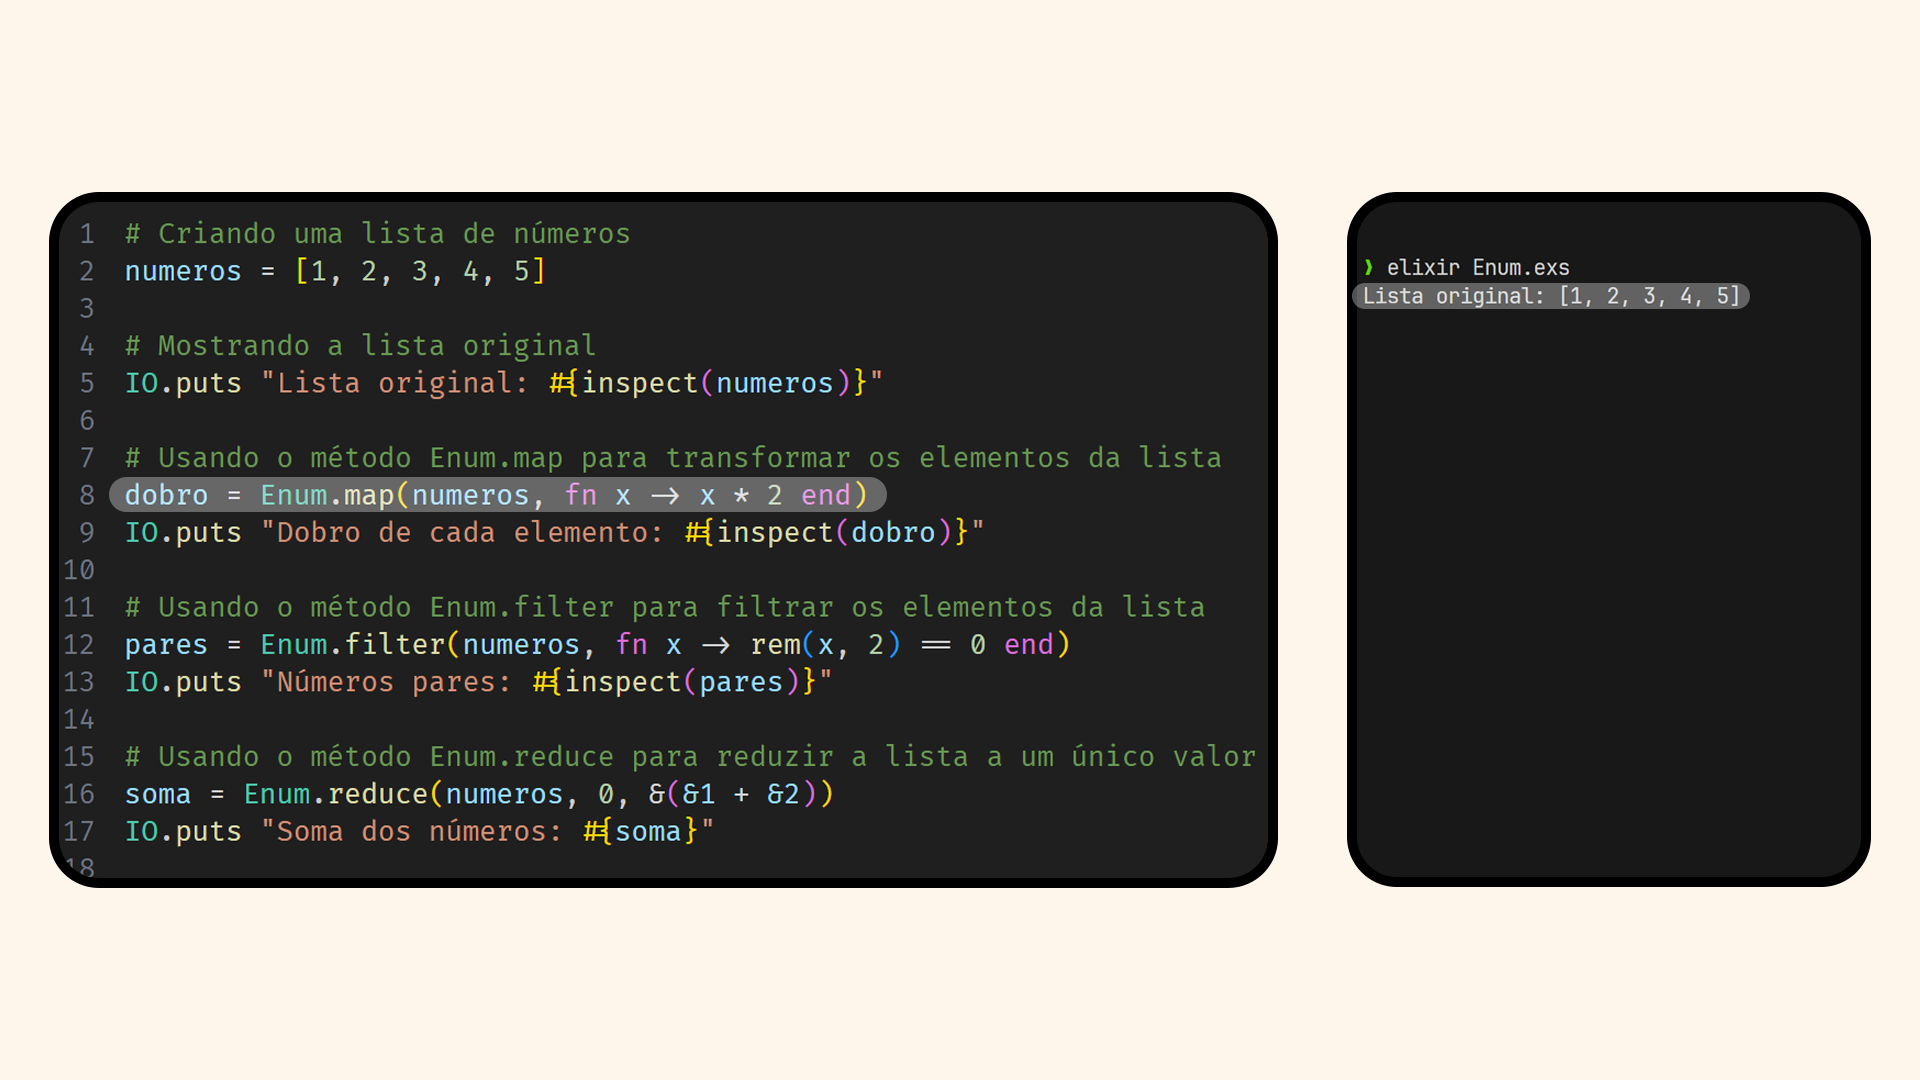 1 # Criando uma lista de números
2 numeros = [1, 2, 3, 4, 5]
3
4 # Mostrando a lista original
5 IO.puts "Lista original: #{inspect(numeros)}"
6
7 # Usando o método Enum.map para transformar os elementos da lista
8 dobro = Enum.map(numeros, fn x -> x * 2 end)
9 IO.puts "Dobro de cada elemento: #{inspect(dobro)}"
10
11 # Usando o método Enum.filter para filtrar os elementos da lista
12 pares = Enum.filter(numeros, fn x -> rem(x, 2) == 0 end)
13 IO.puts "Números pares: #{inspect(pares)}"
14
15 # Usando o método Enum.reduce para reduzir a lista a um único valor
16 soma = Enum.reduce(numeros, 0, &(&1 + &2))
17 IO.puts "Soma dos números: #{soma}"
18
❯ elixir Enum.exs
Lista original: [1, 2, 3, 4, 5]